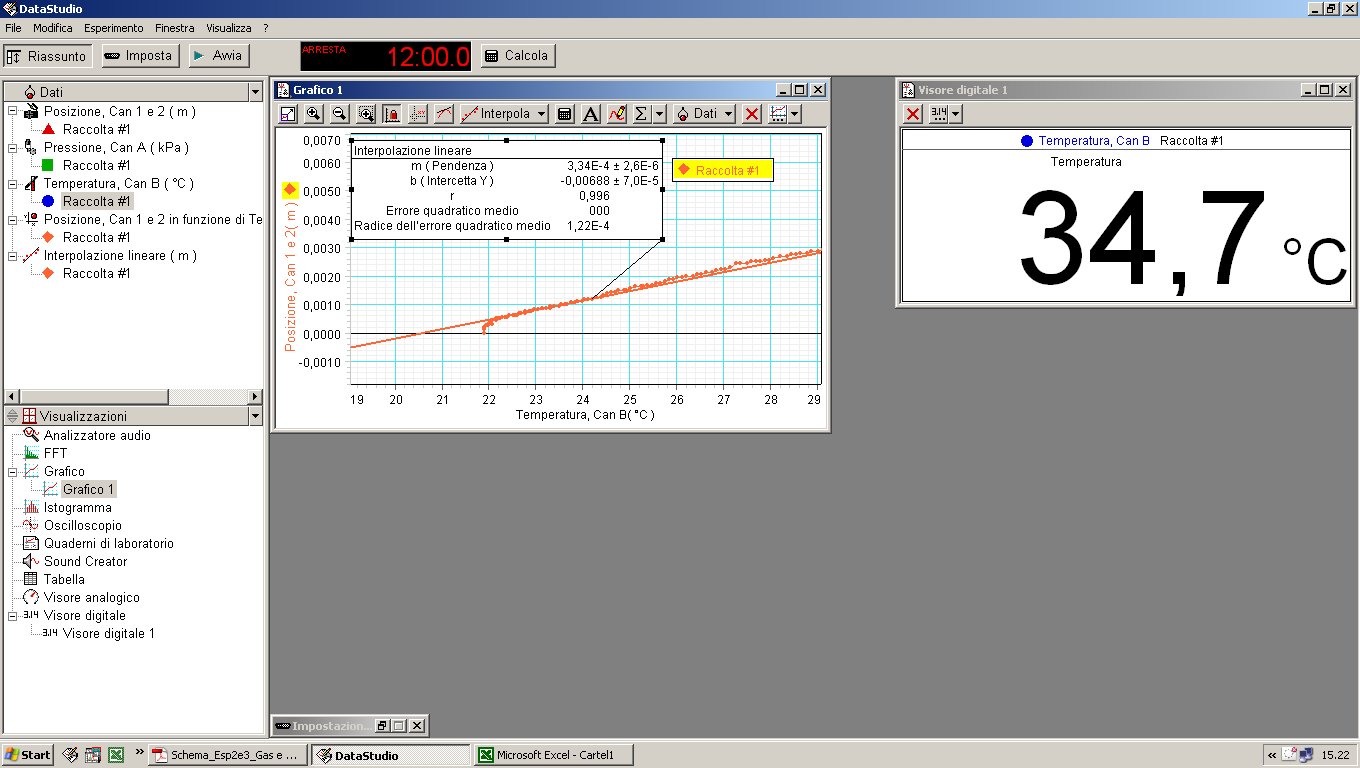 DataStudio
File Modifica Esperimento Finestra Visualizza ?
Riassunto Imposta Avvia ARRESTA 12:00.0 Calcola
Dati
Posizione, Can 1 e 2 ( m )
Raccolta #1
Pressione, Can A ( kPa )
Raccolta #1
Temperatura, Can B ( °C )
Raccolta #1
Posizione, Can 1 e 2 in funzione di Te
Raccolta #1
Interpolazione lineare ( m )
Raccolta #1
Visualizzazioni
Analizzatore audio
FFT
Grafico
Grafico 1
Istogramma
Oscilloscopio
Quaderni di laboratorio
Sound Creator
Tabella
Visore analogico
3.14 Visore digitale
3.14 Visore digitale 1
Grafico 1
Interpola A Σ Dati
Interpolazione lineare
m ( Pendenza ) 3,34E-4 ± 2,6E-6
b ( Intercetta Y ) -0,00688 ± 7,0E-5
r 0,996
Errore quadratico medio 000
Radice dell'errore quadratico medio 1,22E-4
Raccolta #1
Posizione, Can 1 e 2( m )
0,0070
0,0060
0,0050
0,0040
0,0030
0,0020
0,0010
0,0000
-0,0010
19 20 21 22 23 24 25 26 27 28 29
Temperatura, Can B( °C )
Visore digitale 1
3.14
Temperatura, Can B Raccolta #1
Temperatura
34,7 °C
Impostazion...
Start » Schema_Esp2e3_Gas e ... DataStudio Microsoft Excel - Cartel1 « 15.22